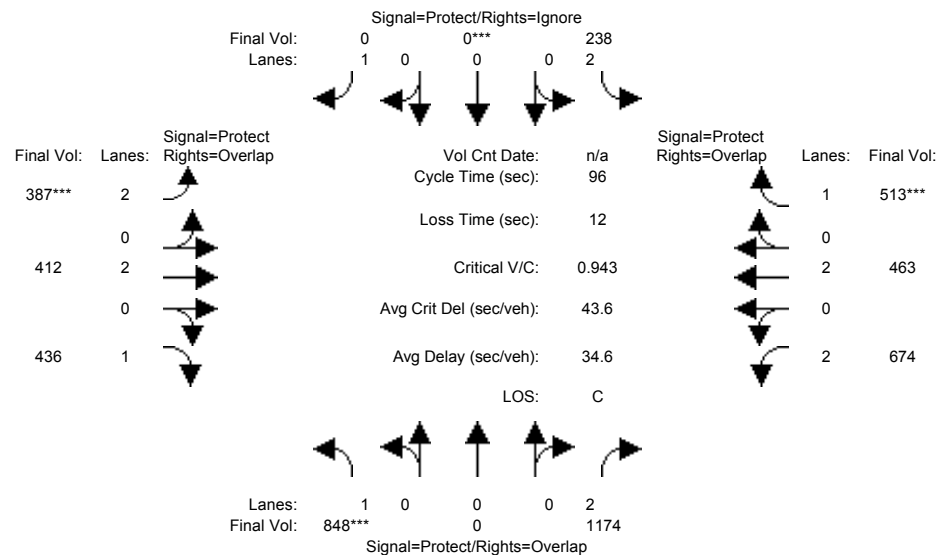 Signal=Protect/Rights=Ignore
Final Vol: 0 0*** 238
Lanes: 1 0 0 0 2
Signal=Protect
Final Vol: Lanes: Rights=Overlap
Vol Cnt Date: n/a
Signal=Protect
Rights=Overlap Lanes: Final Vol:
Cycle Time (sec): 96
387*** 2
1 513***
Loss Time (sec): 12
0
0
412 2
Critical V/C: 0.943
2 463
0
Avg Crit Del (sec/veh): 43.6
0
436 1
Avg Delay (sec/veh): 34.6
2 674
LOS: C
Lanes: 1 0 0 0 2
Final Vol: 848*** 0 1174
Signal=Protect/Rights=Overlap